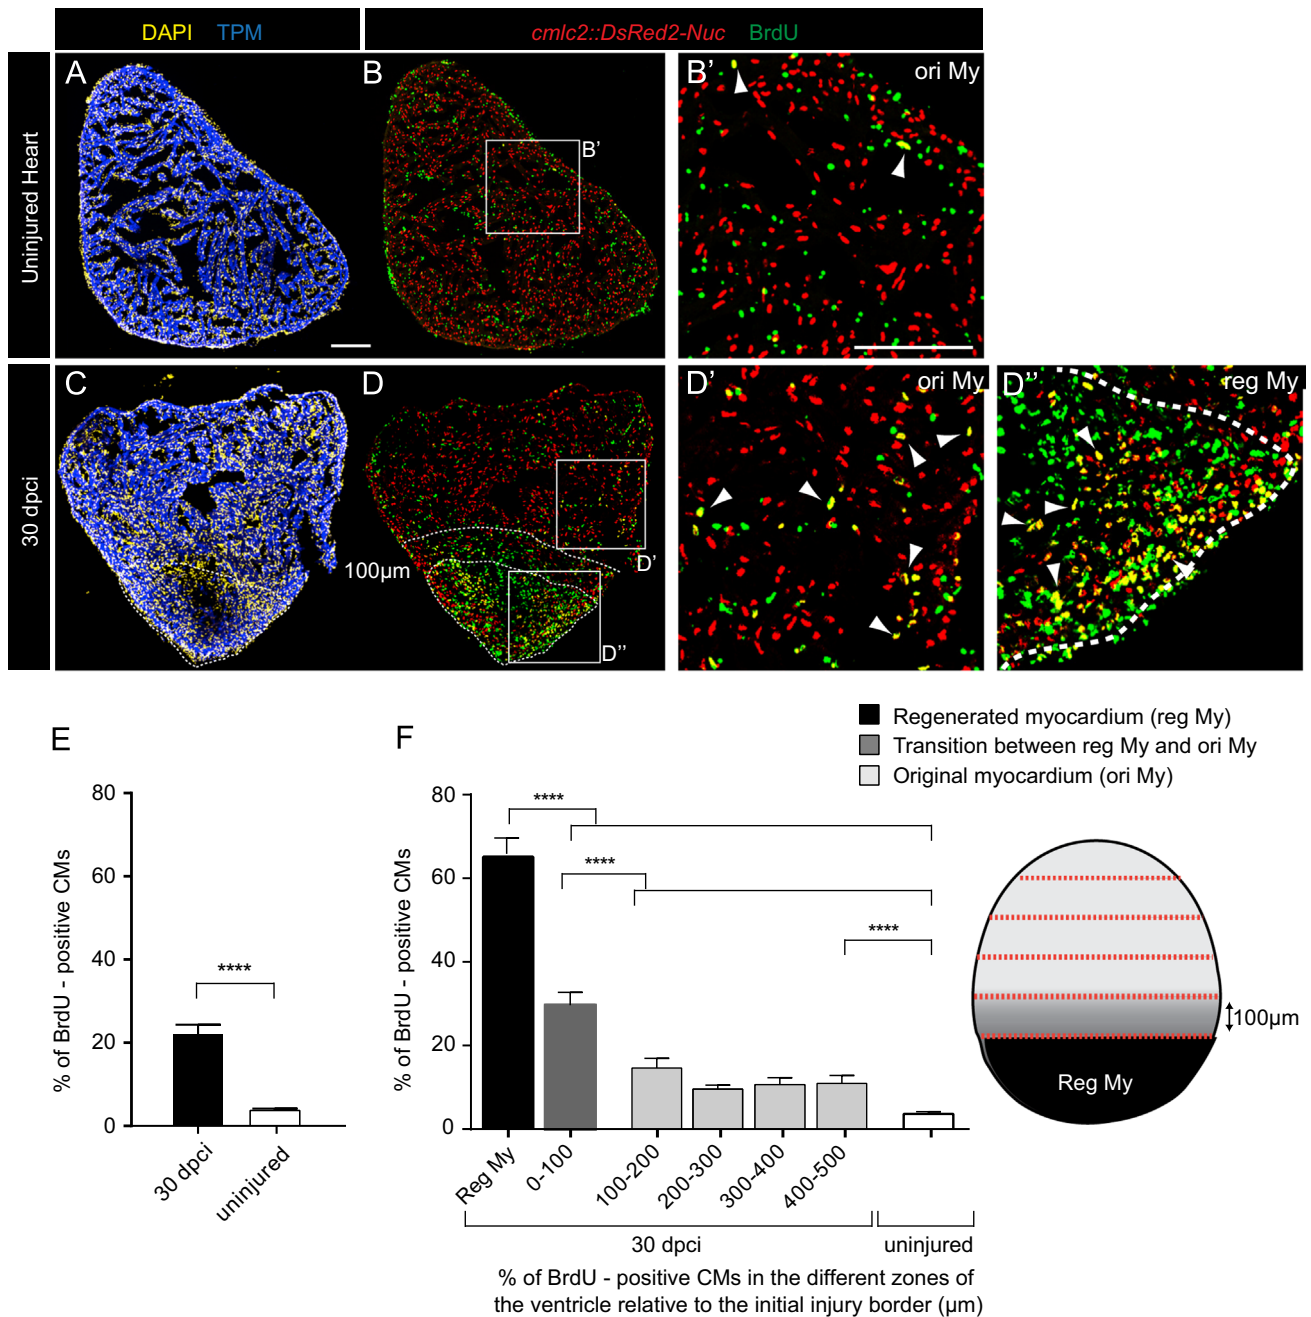 DAPI TPM
cmlc2::DsRed2-Nuc BrdU
Uninjured Heart
A
B
B'
B'
ori My
30 dpci
C
D
100µm
D'
D''
D'
ori My
D''
reg My
E
% of BrdU - positive CMs
80
60
40
20
0
****
30 dpci
uninjured
F
% of BrdU - positive CMs
80
60
40
20
0
****
****
****
Reg My
0-100
100-200
200-300
300-400
400-500
30 dpci
uninjured
% of BrdU - positive CMs in the different zones of
the ventricle relative to the initial injury border (µm)
Regenerated myocardium (reg My)
Transition between reg My and ori My
Original myocardium (ori My)
100µm
Reg My